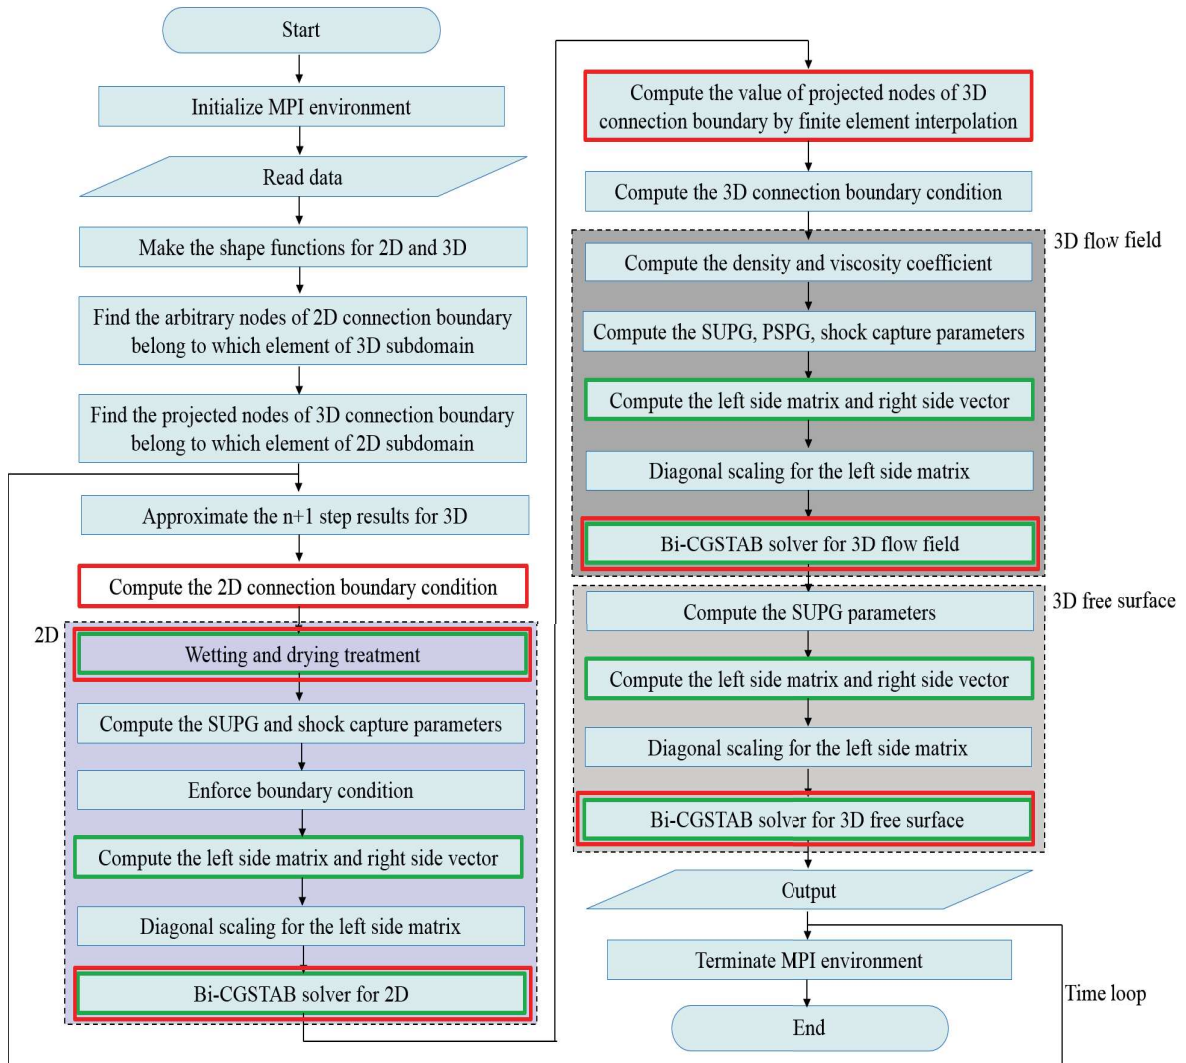 Start
Initialize MPI environment
Read data
Make the shape functions for 2D and 3D
Find the arbitrary nodes of 2D connection boundary
belong to which element of 3D subdomain
Find the projected nodes of 3D connection boundary
belong to which element of 2D subdomain
Approximate the n+1 step results for 3D
Compute the 2D connection boundary condition
2D
Wetting and drying treatment
Compute the SUPG and shock capture parameters
Enforce boundary condition
Compute the left side matrix and right side vector
Diagonal scaling for the left side matrix
Bi-CGSTAB solver for 2D
Compute the value of projected nodes of 3D
connection boundary by finite element interpolation
Compute the 3D connection boundary condition
3D flow field
Compute the density and viscosity coefficient
Compute the SUPG, PSPG, shock capture parameters
Compute the left side matrix and right side vector
Diagonal scaling for the left side matrix
Bi-CGSTAB solver for 3D flow field
3D free surface
Compute the SUPG parameters
Compute the left side matrix and right side vector
Diagonal scaling for the left side matrix
Bi-CGSTAB solver for 3D free surface
Output
Terminate MPI environment
Time loop
End